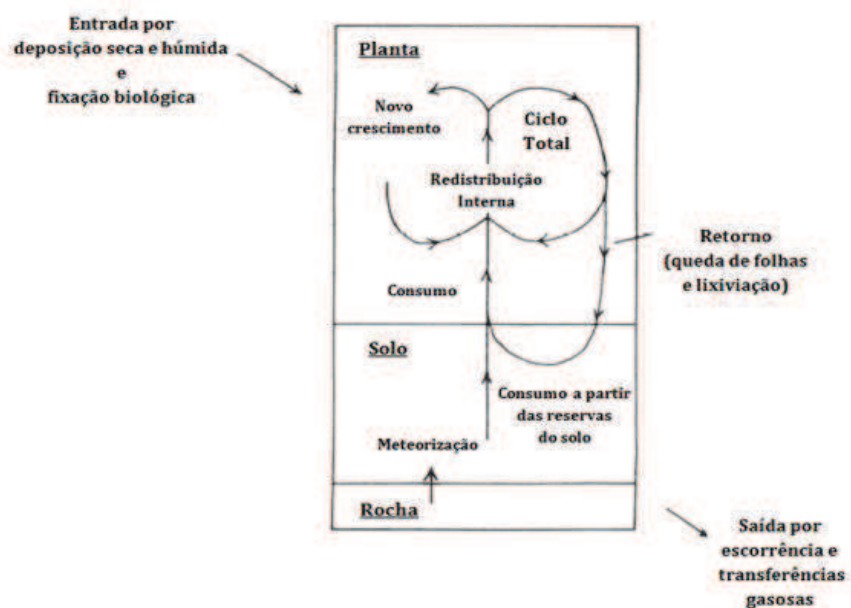 Entrada por
deposição seca e húmida
e
fixação biológica
Planta
Novo
crescimento
Ciclo
Total
Redistribuição
Interna
Retorno
(queda de folhas
e lixiviação)
Consumo
Solo
Consumo a partir
das reservas
do solo
Meteorização
Rocha
Saída por
escorrência e
transferências
gasosas